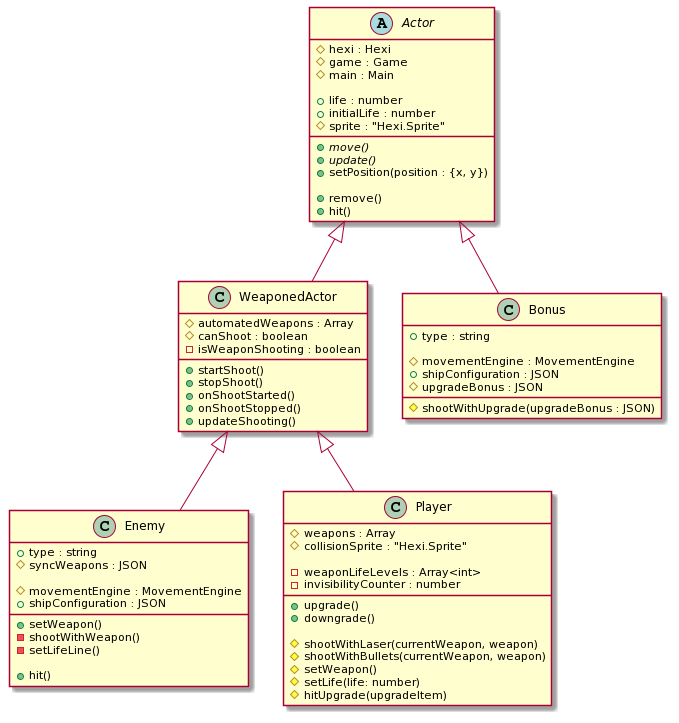 A Actor
hexi : Hexi
game : Game
main : Main
life : number
initialLife : number
sprite : "Hexi.Sprite"
move()
update()
setPosition(position : {x, y})
remove()
hit()
C WeaponedActor
automatedWeapons : Array
canShoot : boolean
isWeaponShooting : boolean
startShoot()
stopShoot()
onShootStarted()
onShootStopped()
updateShooting()
C Bonus
type : string
movementEngine : MovementEngine
shipConfiguration : JSON
upgradeBonus : JSON
shootWithUpgrade(upgradeBonus : JSON)
C Enemy
type : string
syncWeapons : JSON
movementEngine : MovementEngine
shipConfiguration : JSON
setWeapon()
shootWithWeapon()
setLifeLine()
hit()
C Player
weapons : Array
collisionSprite : "Hexi.Sprite"
weaponLifeLevels : Array<int>
invisibilityCounter : number
upgrade()
downgrade()
shootWithLaser(currentWeapon, weapon)
shootWithBullets(currentWeapon, weapon)
setWeapon()
setLife(life: number)
hitUpgrade(upgradeItem)